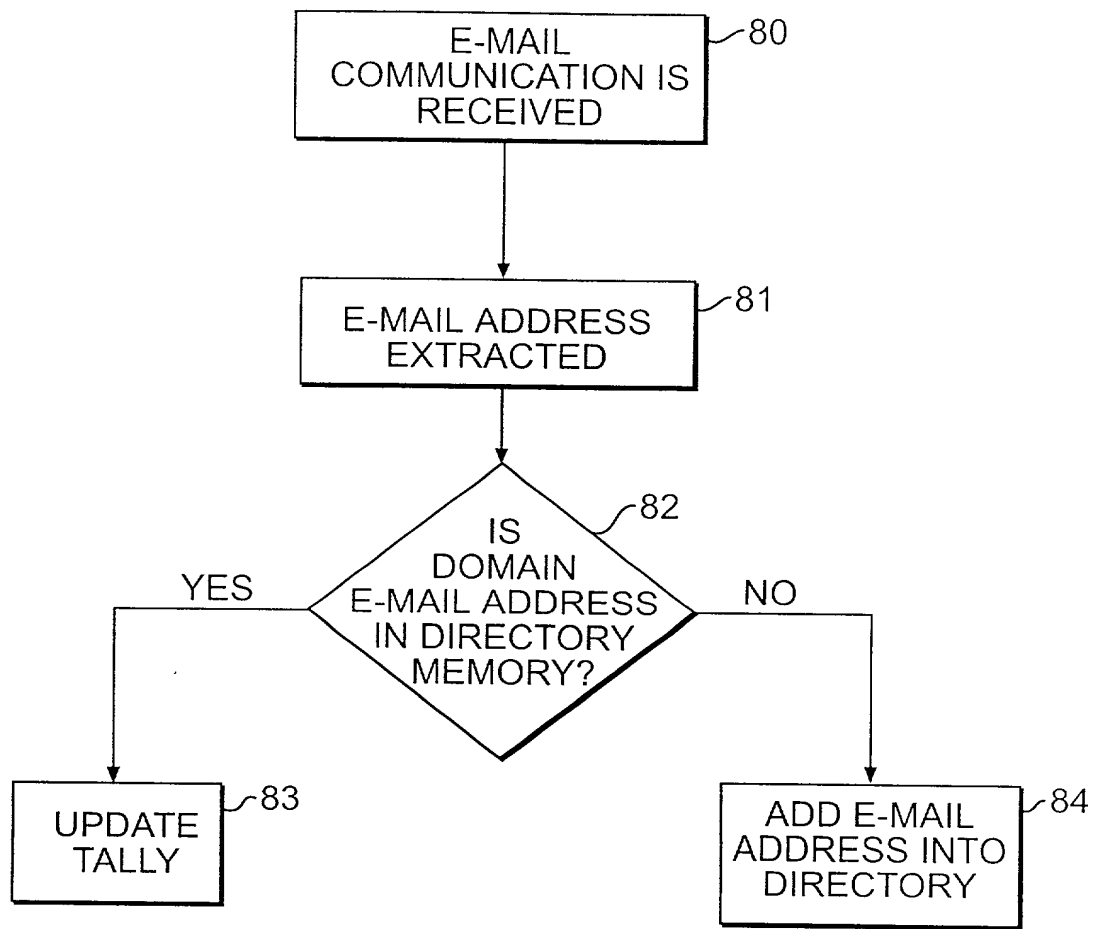 E-MAIL
COMMUNICATION IS
RECEIVED
80
E-MAIL ADDRESS
EXTRACTED
81
IS
DOMAIN
E-MAIL ADDRESS
IN DIRECTORY
MEMORY?
82
YES
NO
UPDATE
TALLY
83
ADD E-MAIL
ADDRESS INTO
DIRECTORY
84